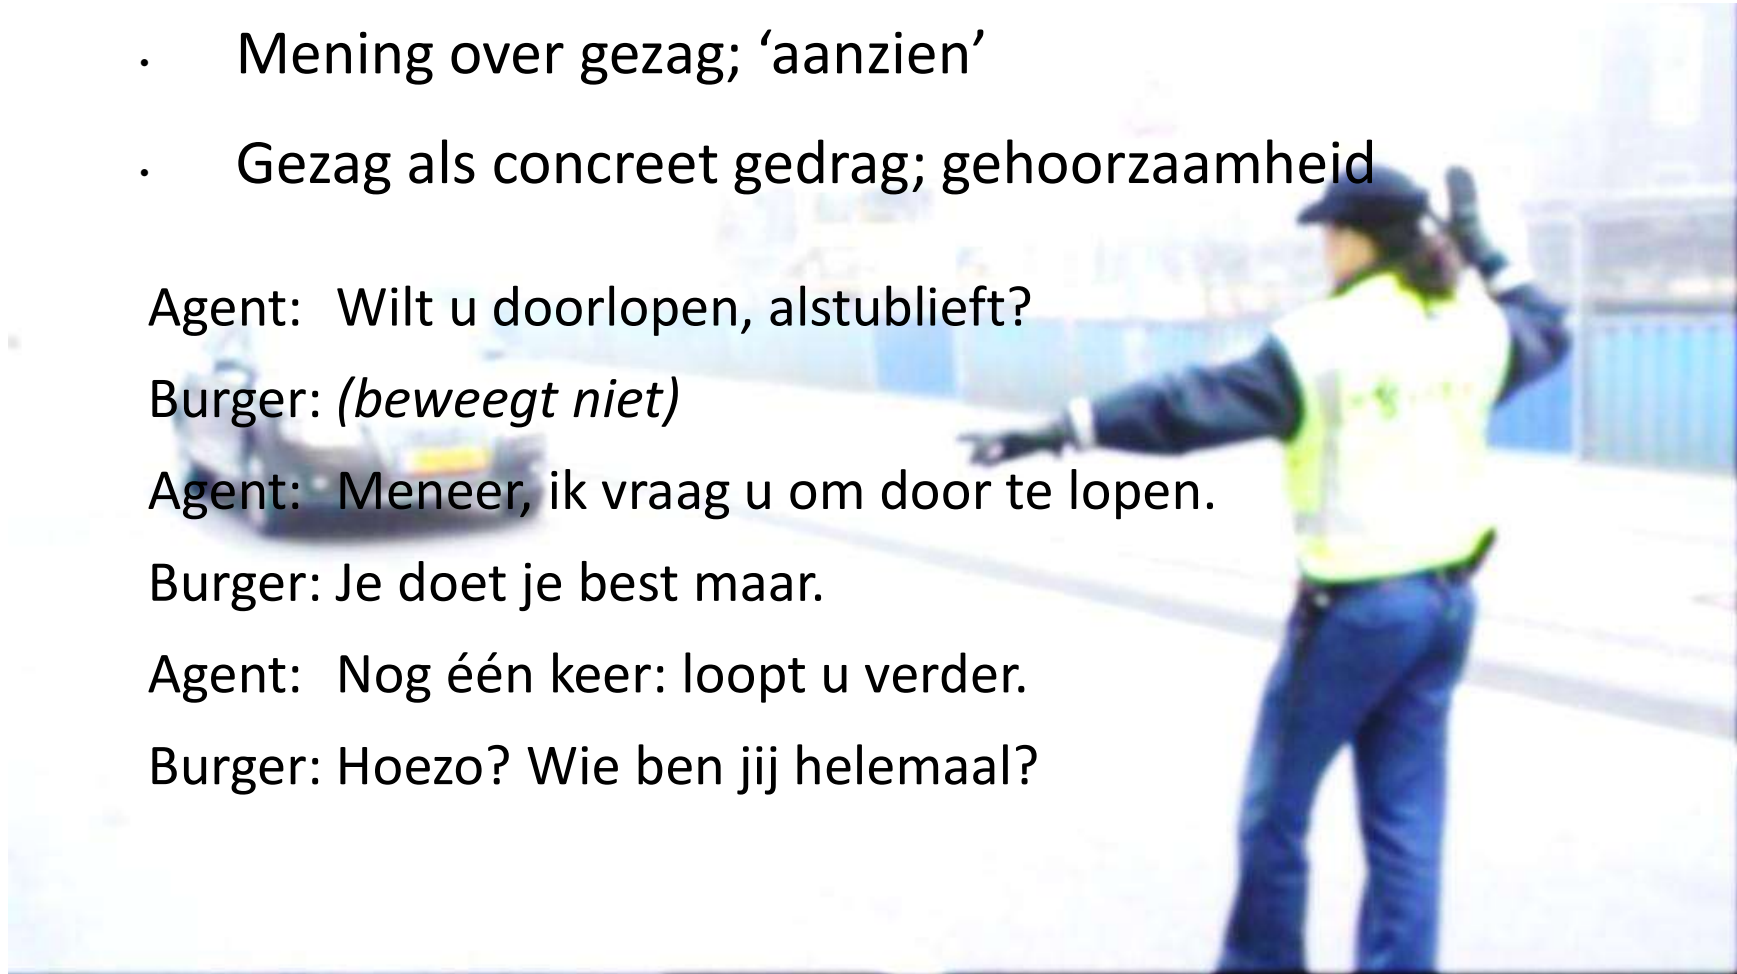 • Mening over gezag; ‘aanzien’
• Gezag als concreet gedrag; gehoorzaamheid
Agent: Wilt u doorlopen, alstublieft?
Burger: (beweegt niet)
Agent: Meneer, ik vraag u om door te lopen.
Burger: Je doet je best maar.
Agent: Nog één keer: loopt u verder.
Burger: Hoezo? Wie ben jij helemaal?